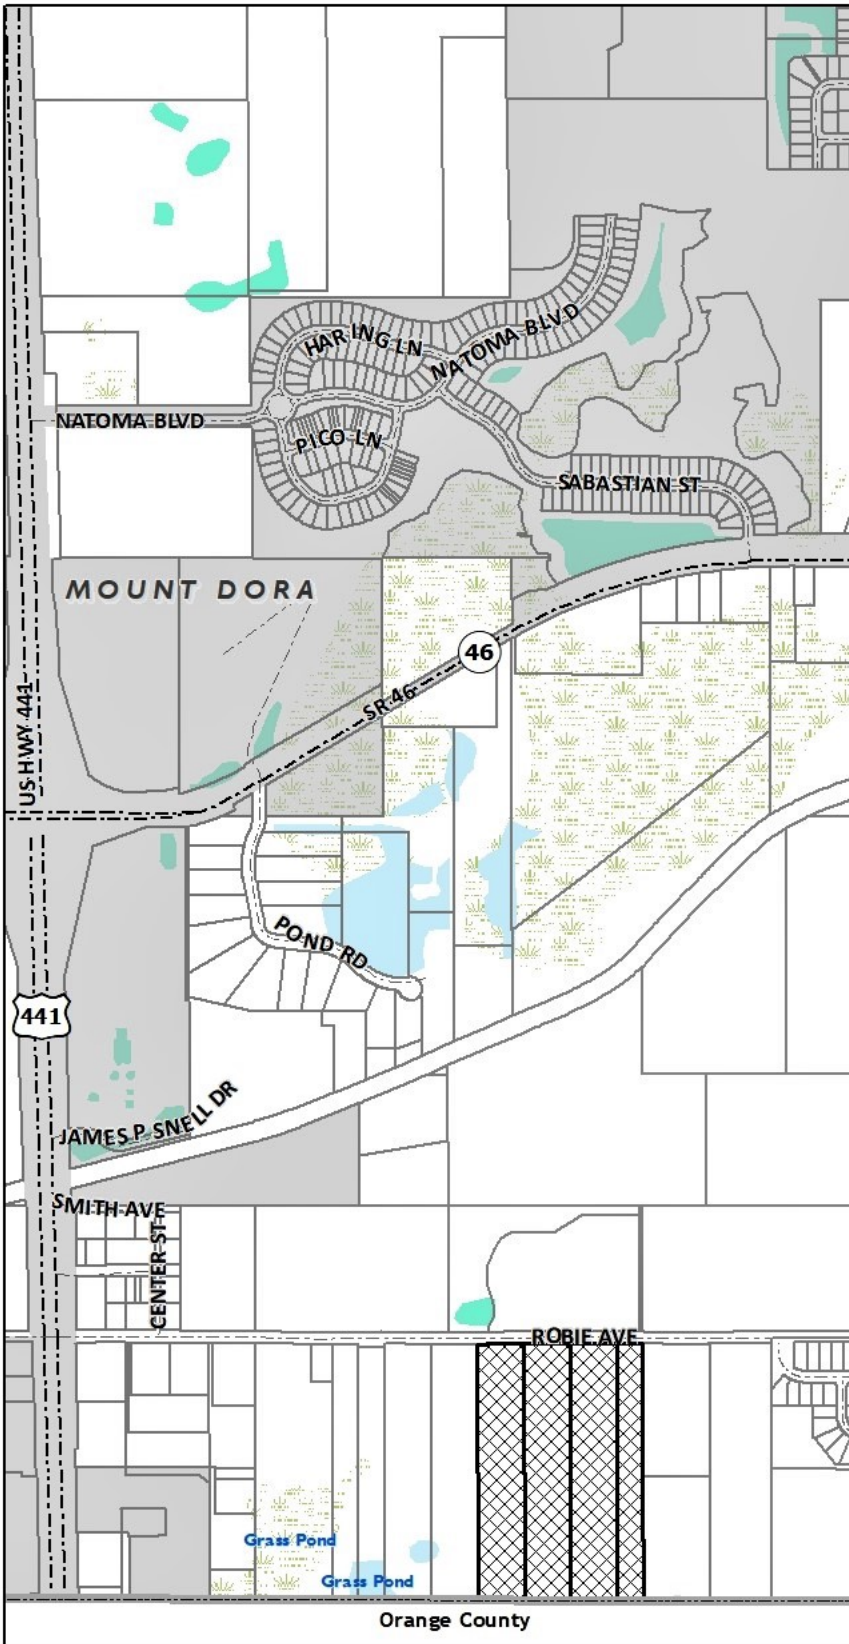 HARING LN
NATOMA BLVD
NATOMA BLVD
PICO LN
SABASTIAN ST
MOUNT DORA
46
SR 46
US HWY 441
POND RD
441
JAMES P SNELL DR
SMITH AVE
CENTER ST
ROBIE AVE
Grass Pond
Grass Pond
Orange County